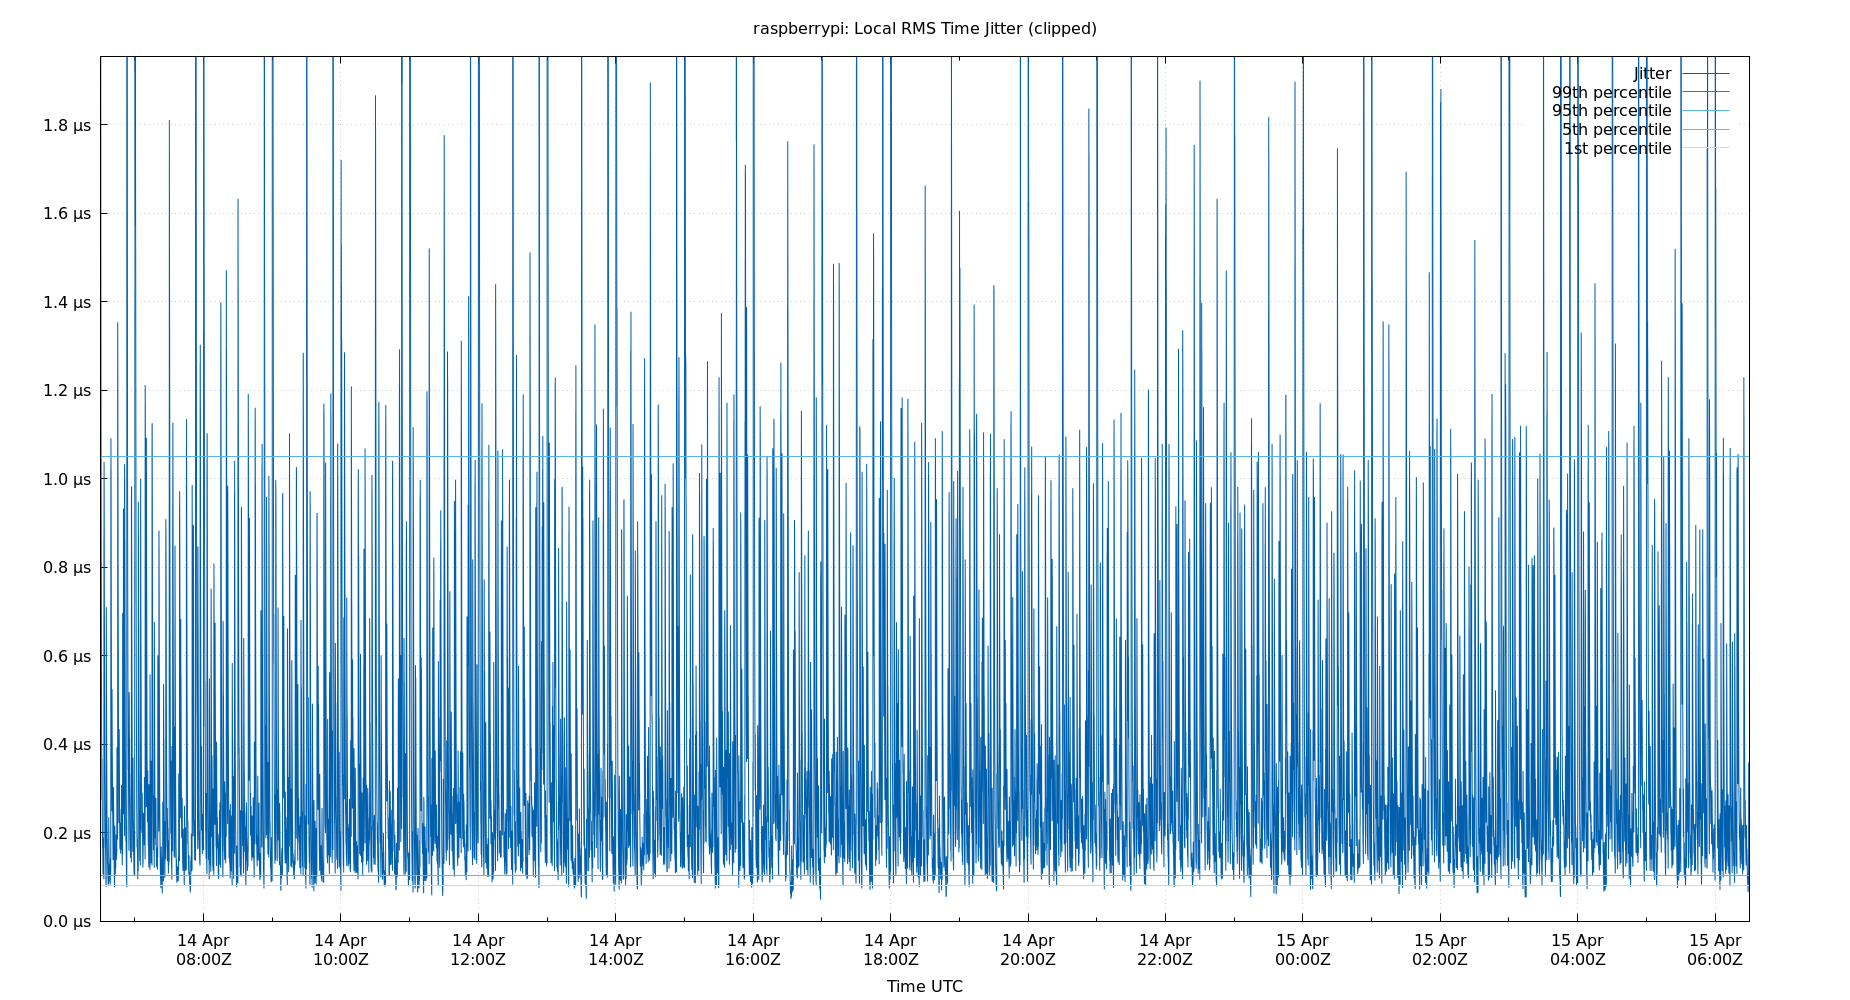 raspberrypi: Local RMS Time Jitter (clipped)
Jitter
99th percentile
95th percentile
5th percentile
1st percentile
1.8 µs
1.6 µs
1.4 µs
1.2 µs
1.0 µs
0.8 µs
0.6 µs
0.4 µs
0.2 µs
0.0 µs
14 Apr 14 Apr 14 Apr 14 Apr 14 Apr 14 Apr 14 Apr 14 Apr 15 Apr 15 Apr 15 Apr 15 Apr
08:00Z 10:00Z 12:00Z 14:00Z 16:00Z 18:00Z 20:00Z 22:00Z 00:00Z 02:00Z 04:00Z 06:00Z
Time UTC